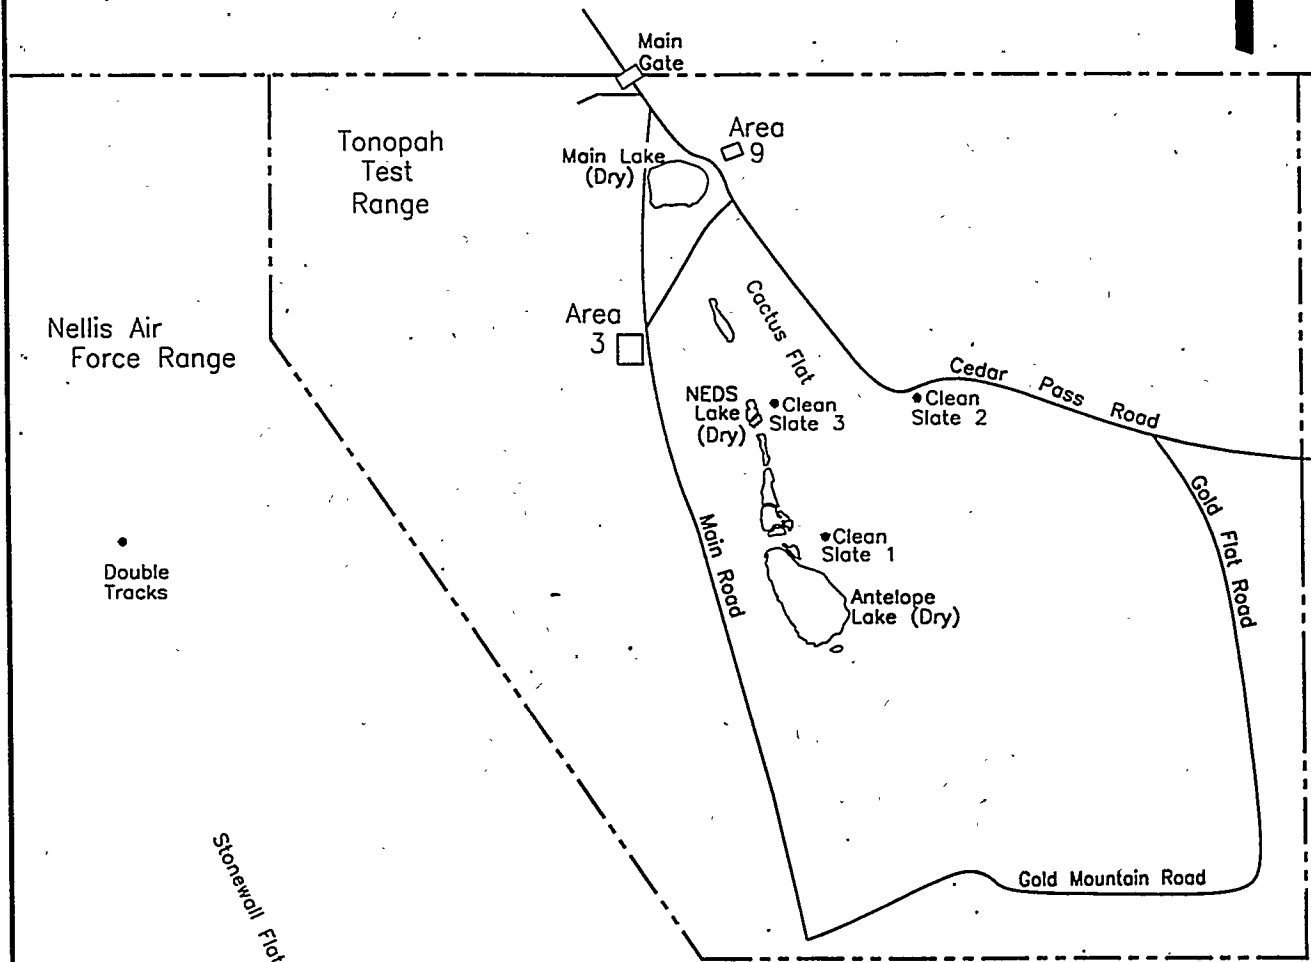 Main
Gate
Area
9
Tonopah
Test
Range
Main Lake
(Dry)
Nellis Air
Force Range
Area
3
Cactus Flat
Cedar Pass Road
NEDS
Lake
(Dry)
Clean
Slate 3
Clean
Slate 2
Gold Flat Road
Main Road
Clean
Slate 1
Double
Tracks
Antelope
Lake (Dry)
Stonewall Flat
Gold Mountain Road